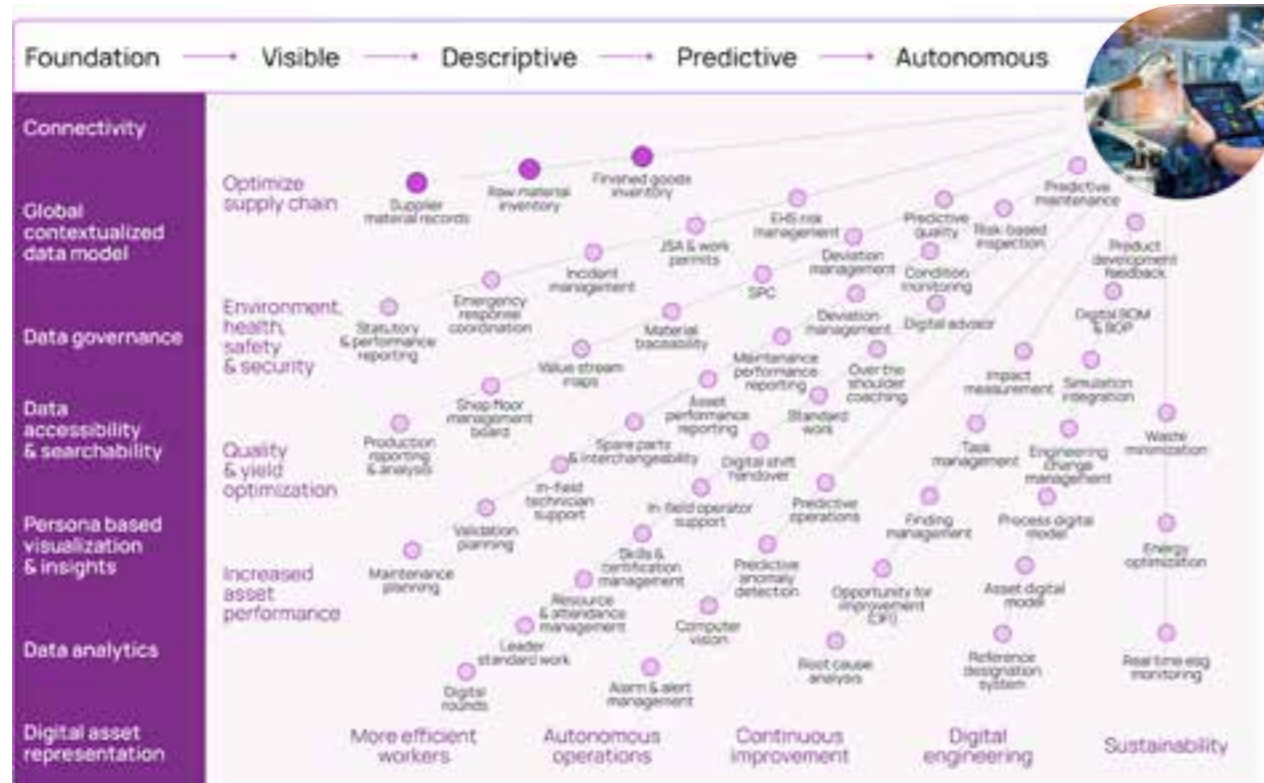 Foundation
Visible
Descriptive
Predictive
Autonomous
Connectivity
Global
contextualized
data model
Data governance
Data
accessibility
& searchability
Persona based
visualization
& insights
Data analytics
Digital asset
representation
Optimize
supply chain
Supplier
material records
Raw material
inventory
Finished goods
inventory
Environment,
health,
safety
& security
Statutory
& performance
reporting
Emergency
response
coordination
Incident
management
JSA & work
permits
EHS risk
management
Quality
& yield
optimization
Production
reporting
& analysis
Shop floor
management
board
Value stream
maps
Material
traceability
SPC
Deviation
management
Predictive
quality
Increased
asset
performance
Maintenance
planning
Validation
planning
In-field
technician
support
Spare parts
& interchangeability
Asset
performance
reporting
Maintenance
performance
reporting
Deviation
management
Condition
monitoring
Risk-based
inspection
Predictive
maintenance
More efficient
workers
Digital
rounds
Leader
standard work
Resource
& attendance
management
Skills &
certification
management
In-field operator
support
Digital shift
handover
Standard
work
Over the
shoulder
coaching
Digital advisor
Autonomous
operations
Alarm & alert
management
Computer
vision
Predictive
anomaly
detection
Predictive
operations
Continuous
improvement
Root cause
analysis
Opportunity for
improvement
(OFI)
Finding
management
Task
management
Impact
measurement
Digital
engineering
Reference
designation
system
Asset digital
model
Process digital
model
Engineering
change
management
Simulation
integration
Digital BOM
& BOP
Product
development
feedback
Sustainability
Real time esg
monitoring
Energy
optimization
Waste
minimization